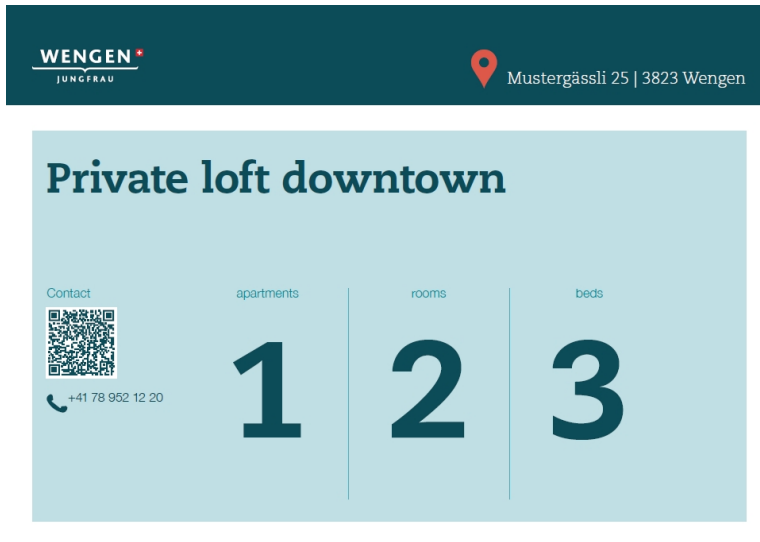 WENGEN
JUNGFRAU
Mustergässli 25 | 3823 Wengen
Private loft downtown
Contact
+41 78 952 12 20
apartments
1
rooms
2
beds
3